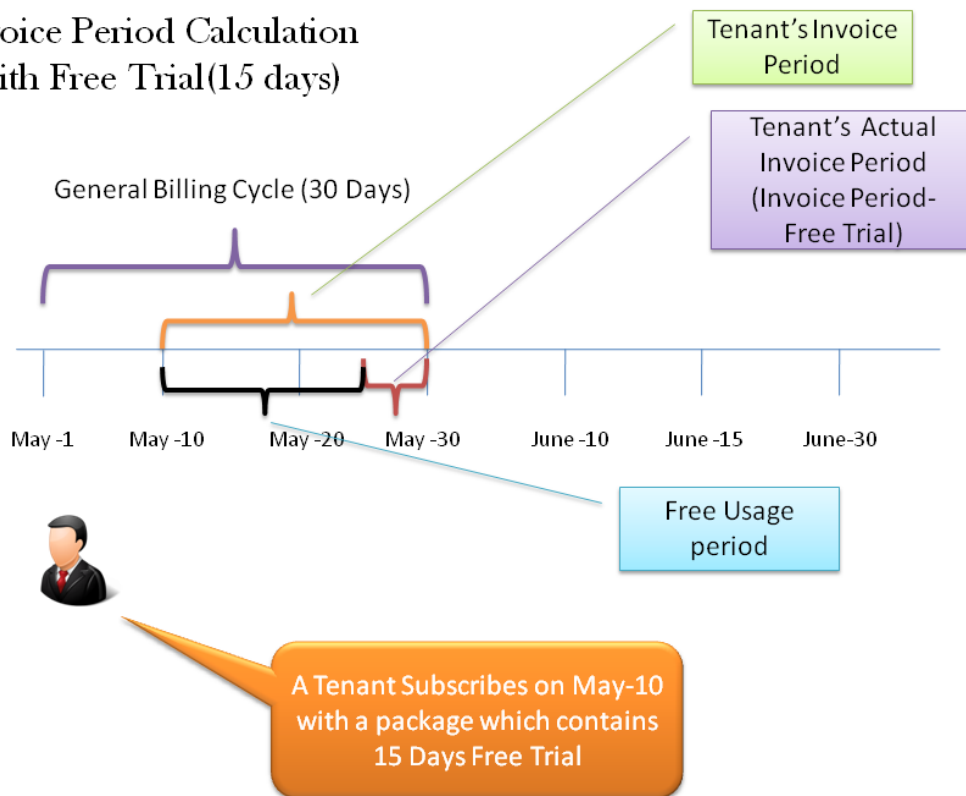 oice Period Calculation
ith Free Trial(15 days)
Tenant's Invoice
Period
Tenant's Actual
Invoice Period
(Invoice Period-
Free Trial)
General Billing Cycle (30 Days)
May -1
May -10
May -20
May -30
June -10
June -15
June-30
Free Usage
period
A Tenant Subscribes on May-10
with a package which contains
15 Days Free Trial